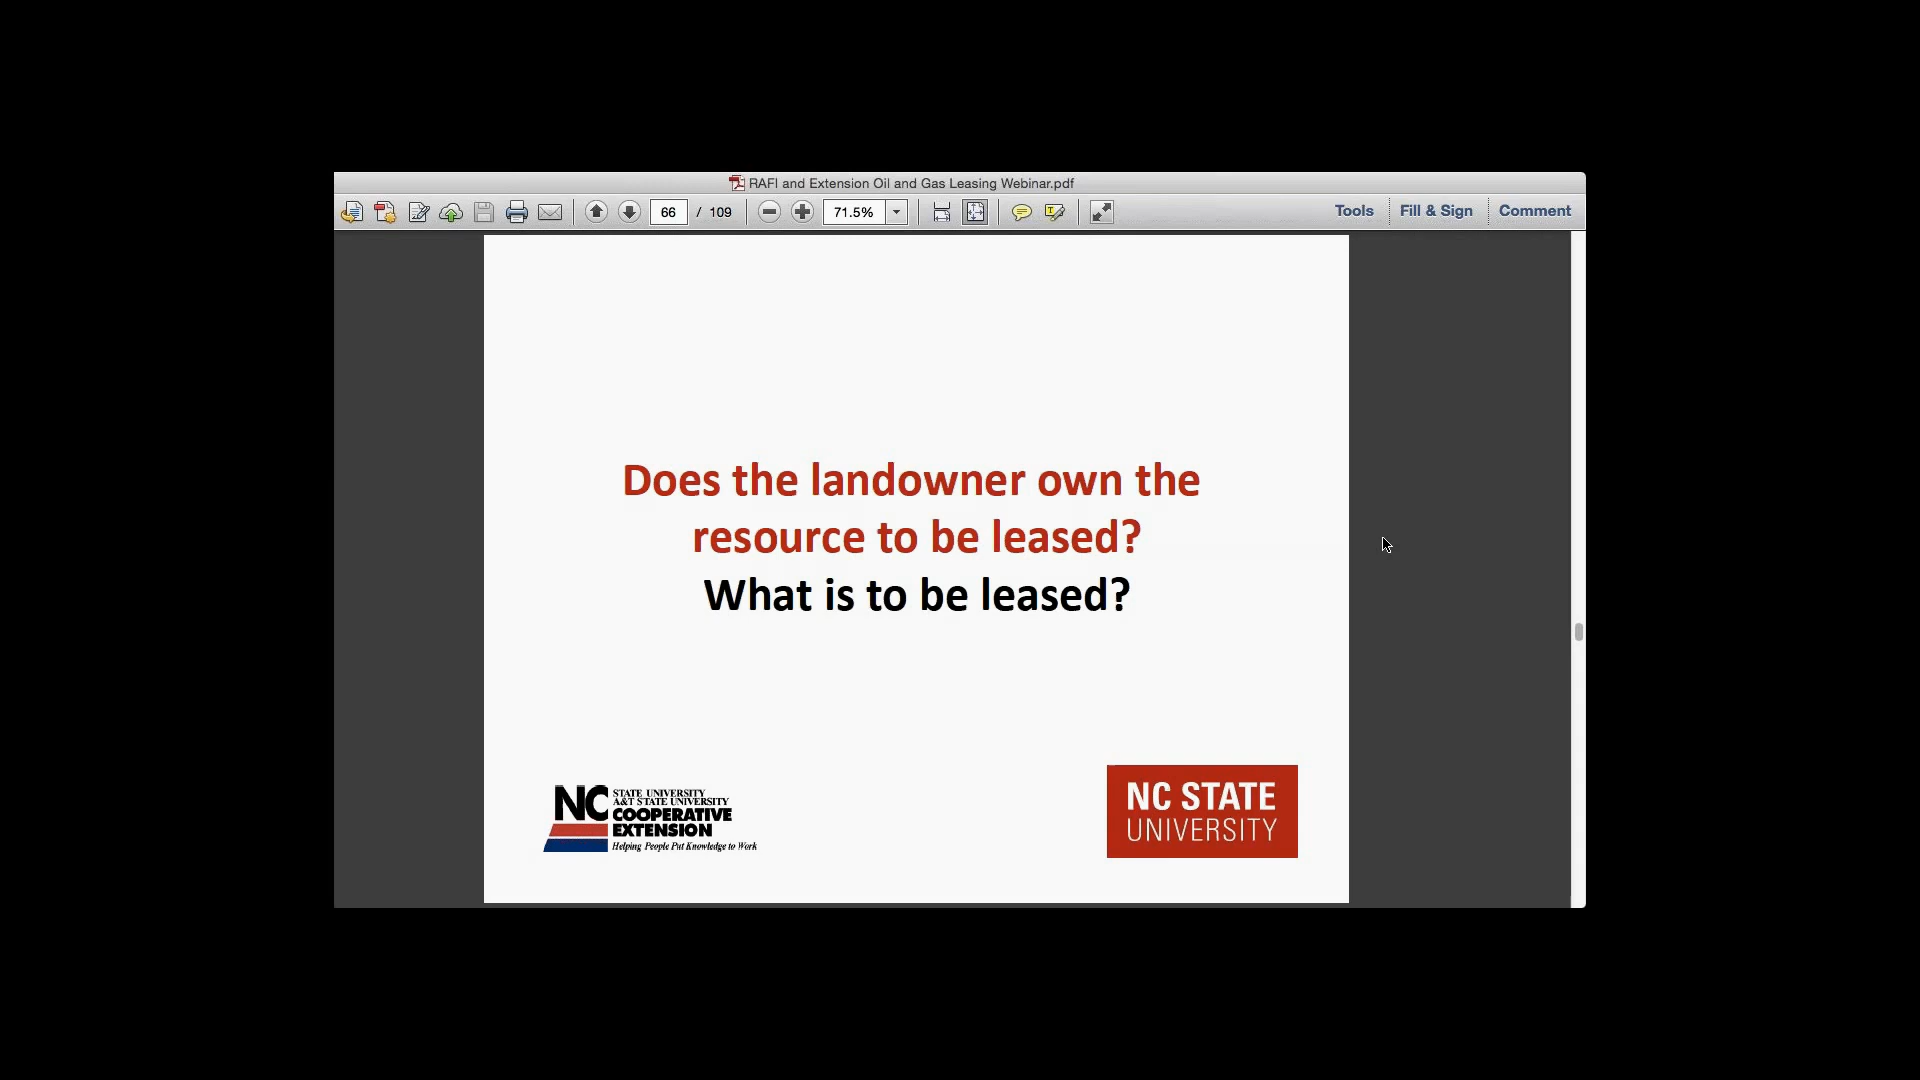 RAFI and Extension Oil and Gas Leasing Webinar.pdf
66 / 109 71.5% Tools Fill & Sign Comment
Does the landowner own the
resource to be leased?
What is to be leased?
NC STATE UNIVERSITY
A&T STATE UNIVERSITY
COOPERATIVE
EXTENSION
Helping People Put Knowledge to Work
NC STATE
UNIVERSITY